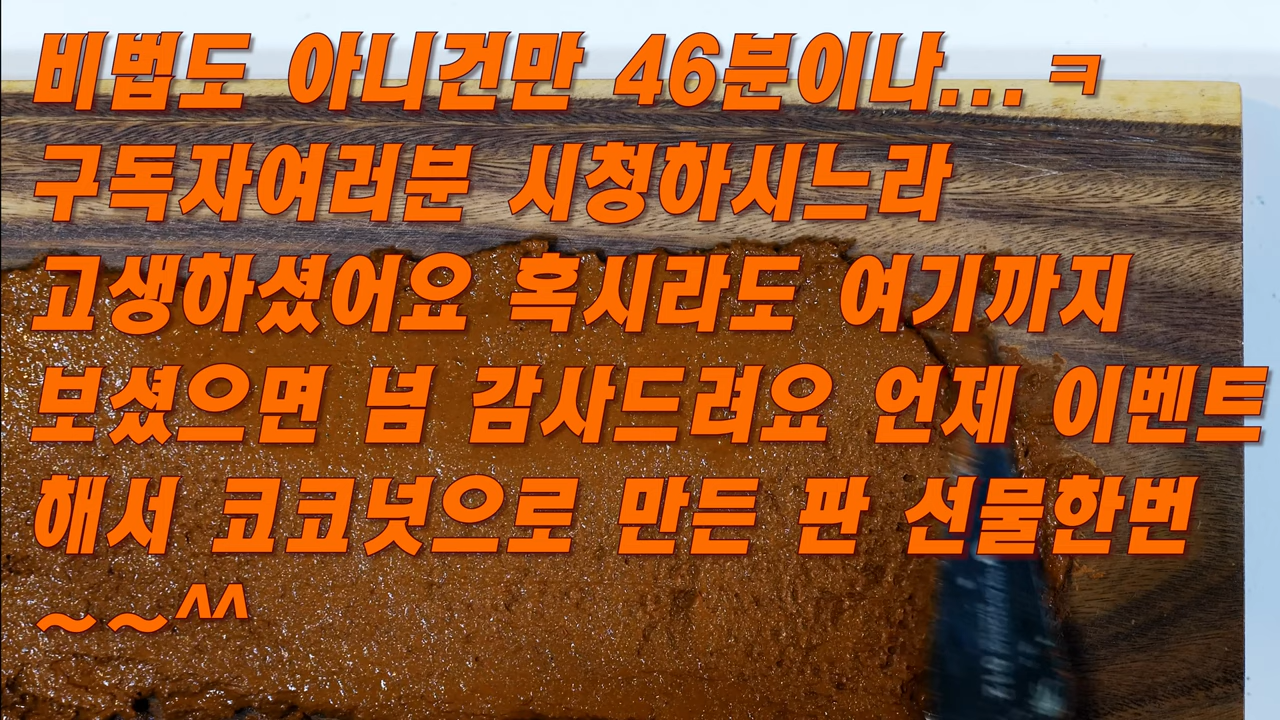 비법도 아니건만 46분이나... ㅋ
구독자여러분 시청하시느라
고생하셨어요 혹시라도 여기까지
보셨으면 넘 감사드려요 언제 이벤트
해서 코코넛으로 만든 판 선물한번
~~^^